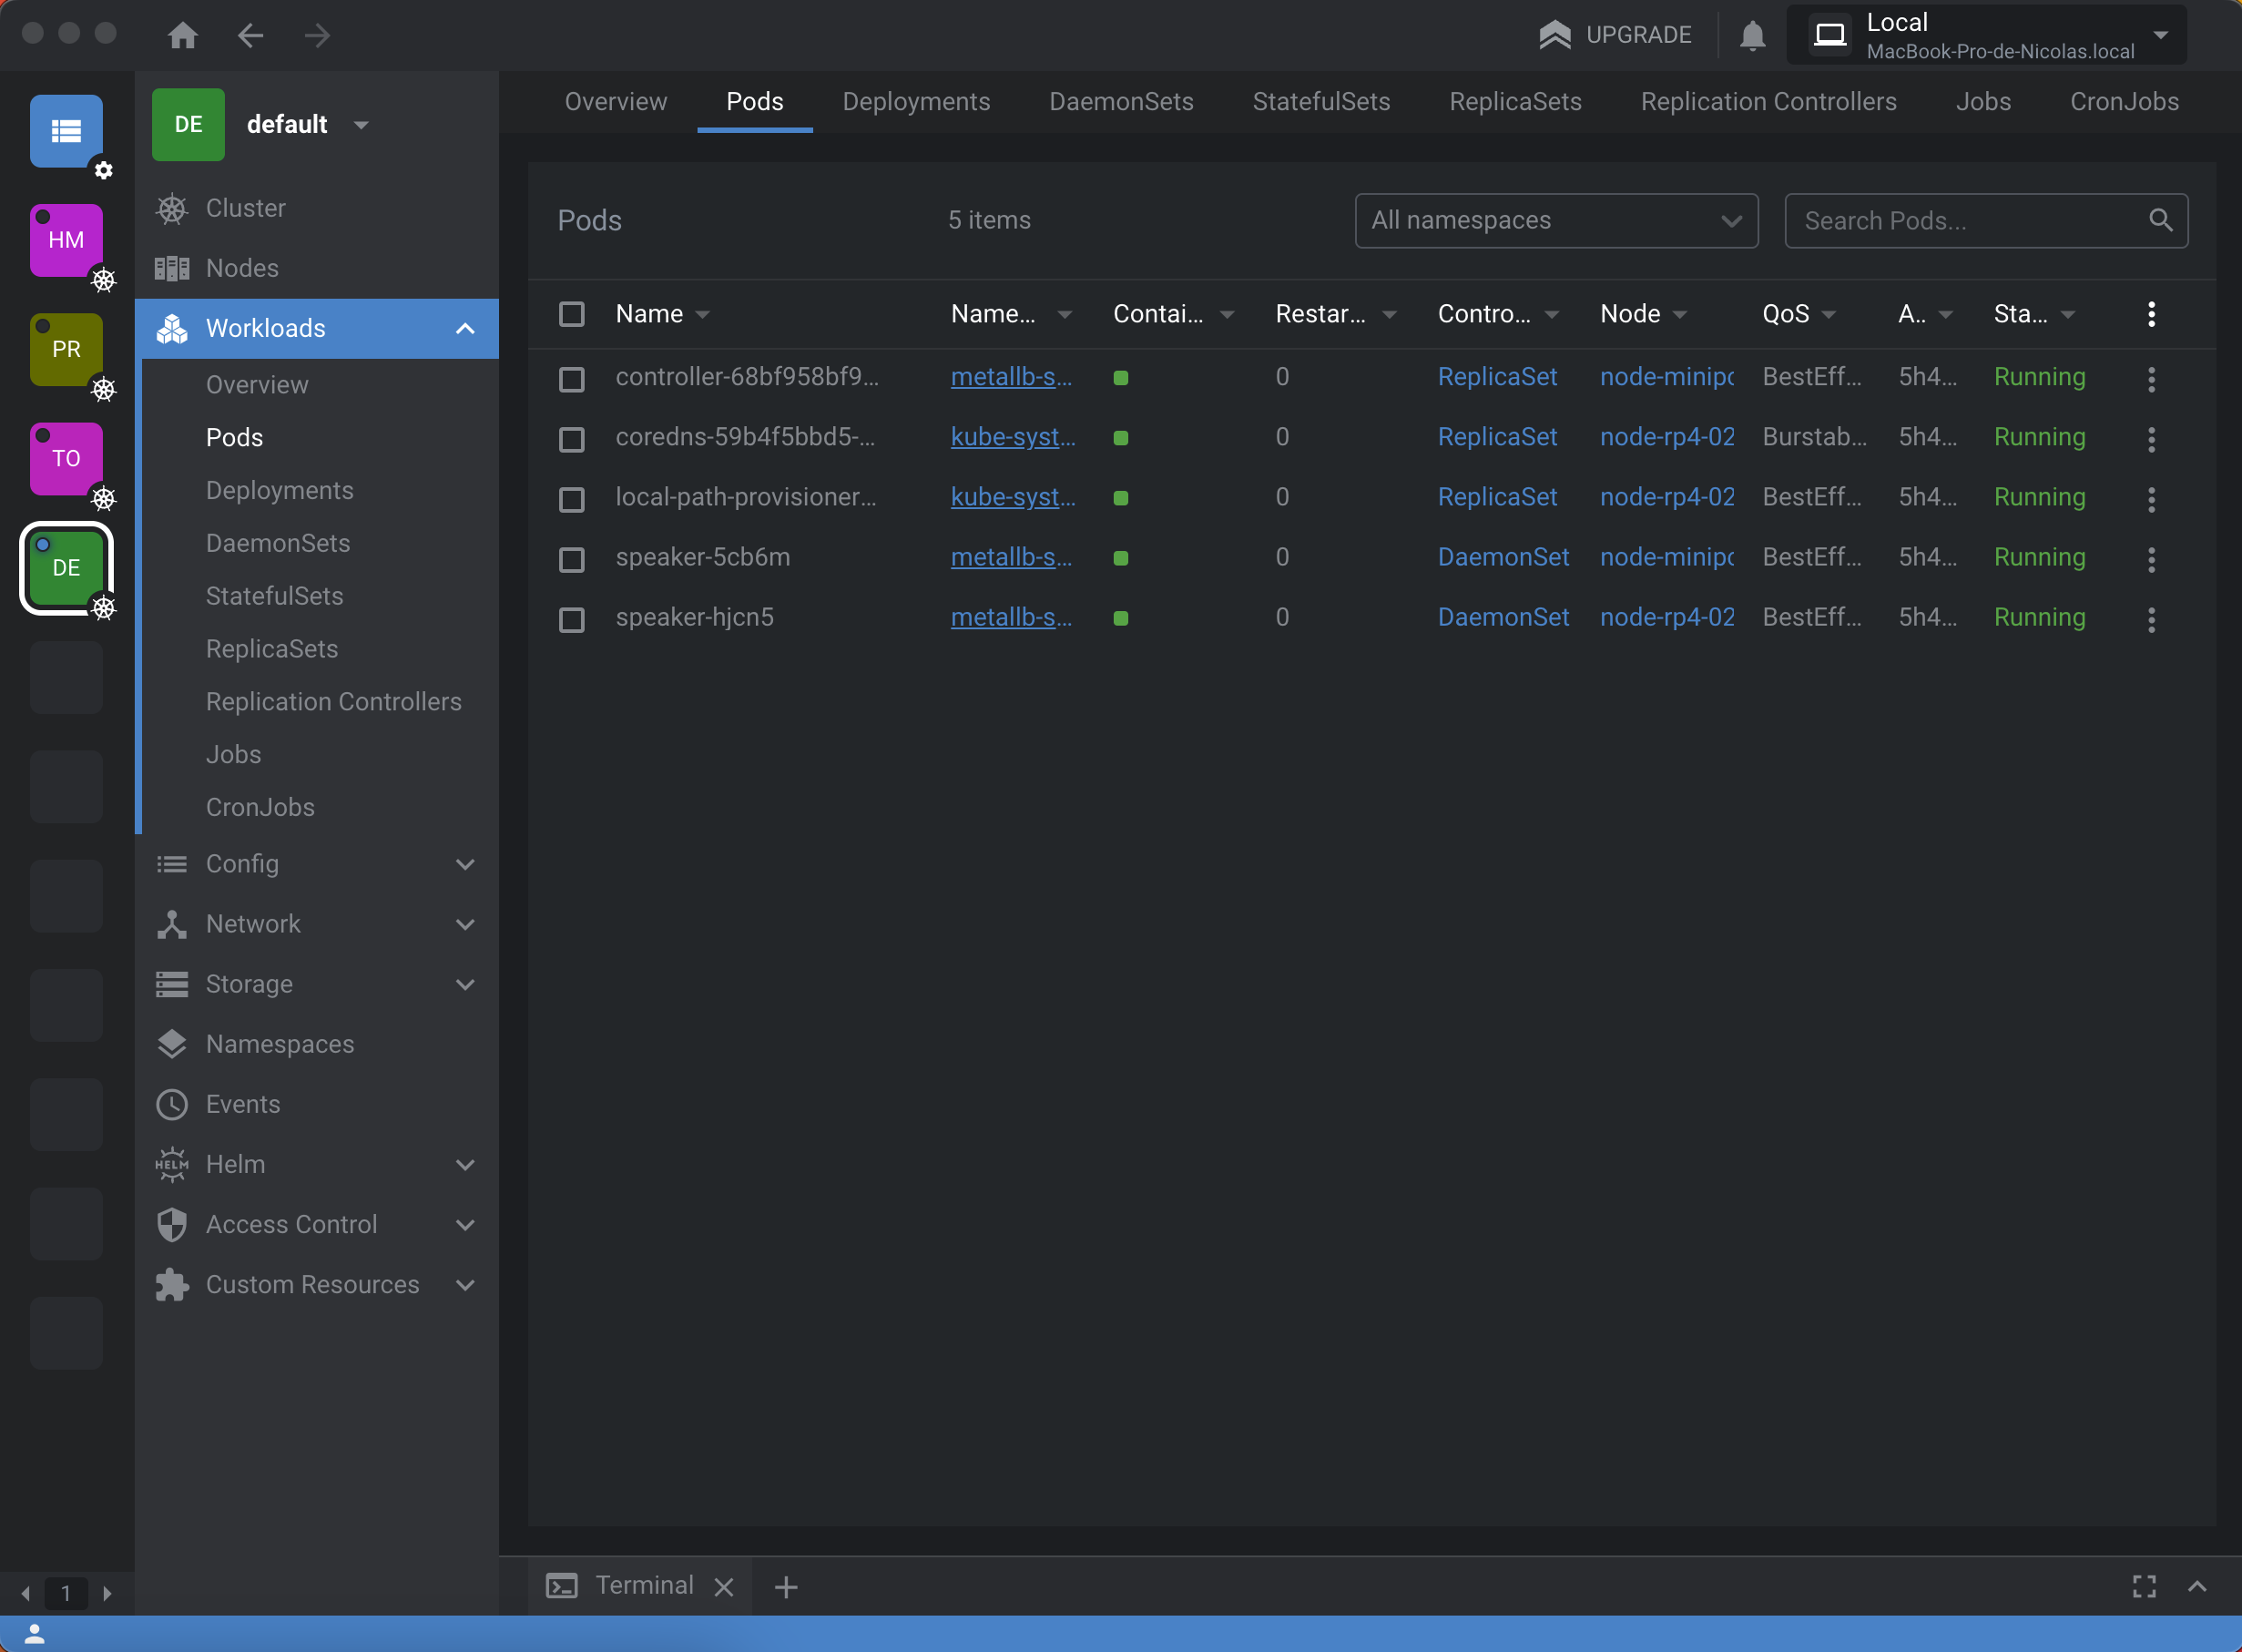 UPGRADE
Local
MacBook-Pro-de-Nicolas.local
DE default
Overview Pods Deployments DaemonSets StatefulSets ReplicaSets Replication Controllers Jobs CronJobs
HM
PR
TO
DE
Cluster
Nodes
Workloads
Overview
Pods
Deployments
DaemonSets
StatefulSets
ReplicaSets
Replication Controllers
Jobs
CronJobs
Config
Network
Storage
Namespaces
Events
HELM Helm
Access Control
Custom Resources
Pods 5 items All namespaces Search Pods...
Name Name... Contai... Restar... Contro... Node QoS A.. Sta...
controller-68bf958bf9... metallb-s... 0 ReplicaSet node-minipc BestEff... 5h4... Running
coredns-59b4f5bbd5-... kube-syst... 0 ReplicaSet node-rp4-02 Burstab... 5h4... Running
local-path-provisioner... kube-syst... 0 ReplicaSet node-rp4-02 BestEff... 5h4... Running
speaker-5cb6m metallb-s... 0 DaemonSet node-minipc BestEff... 5h4... Running
speaker-hjcn5 metallb-s... 0 DaemonSet node-rp4-02 BestEff... 5h4... Running
1
Terminal